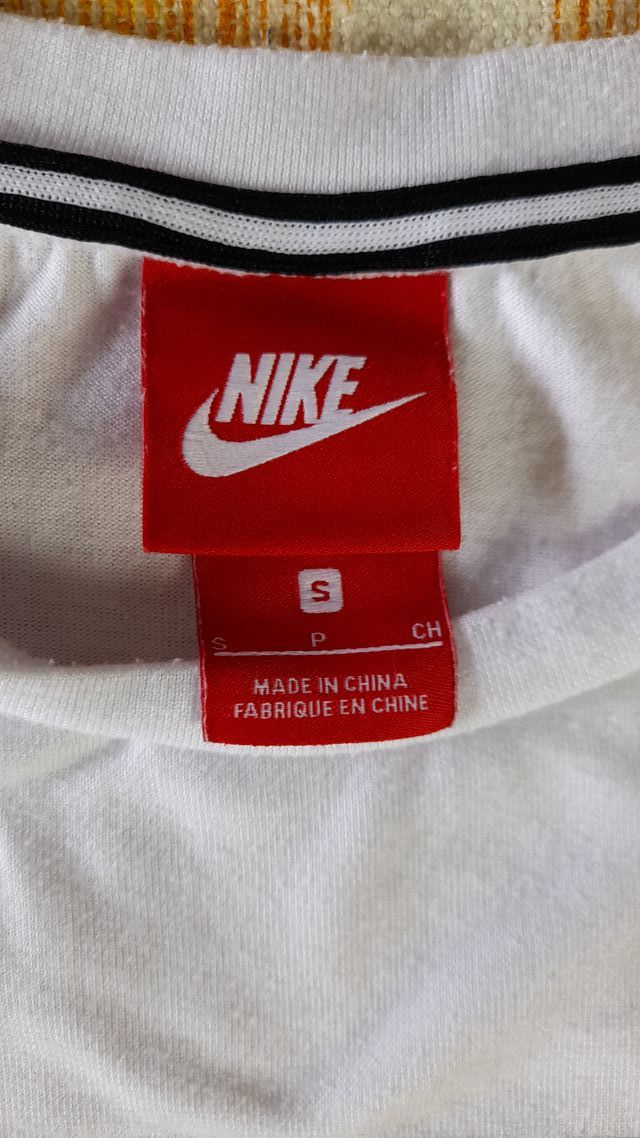 NIKE
S
S P CH
MADE IN CHINA
FABRIQUE EN CHINE